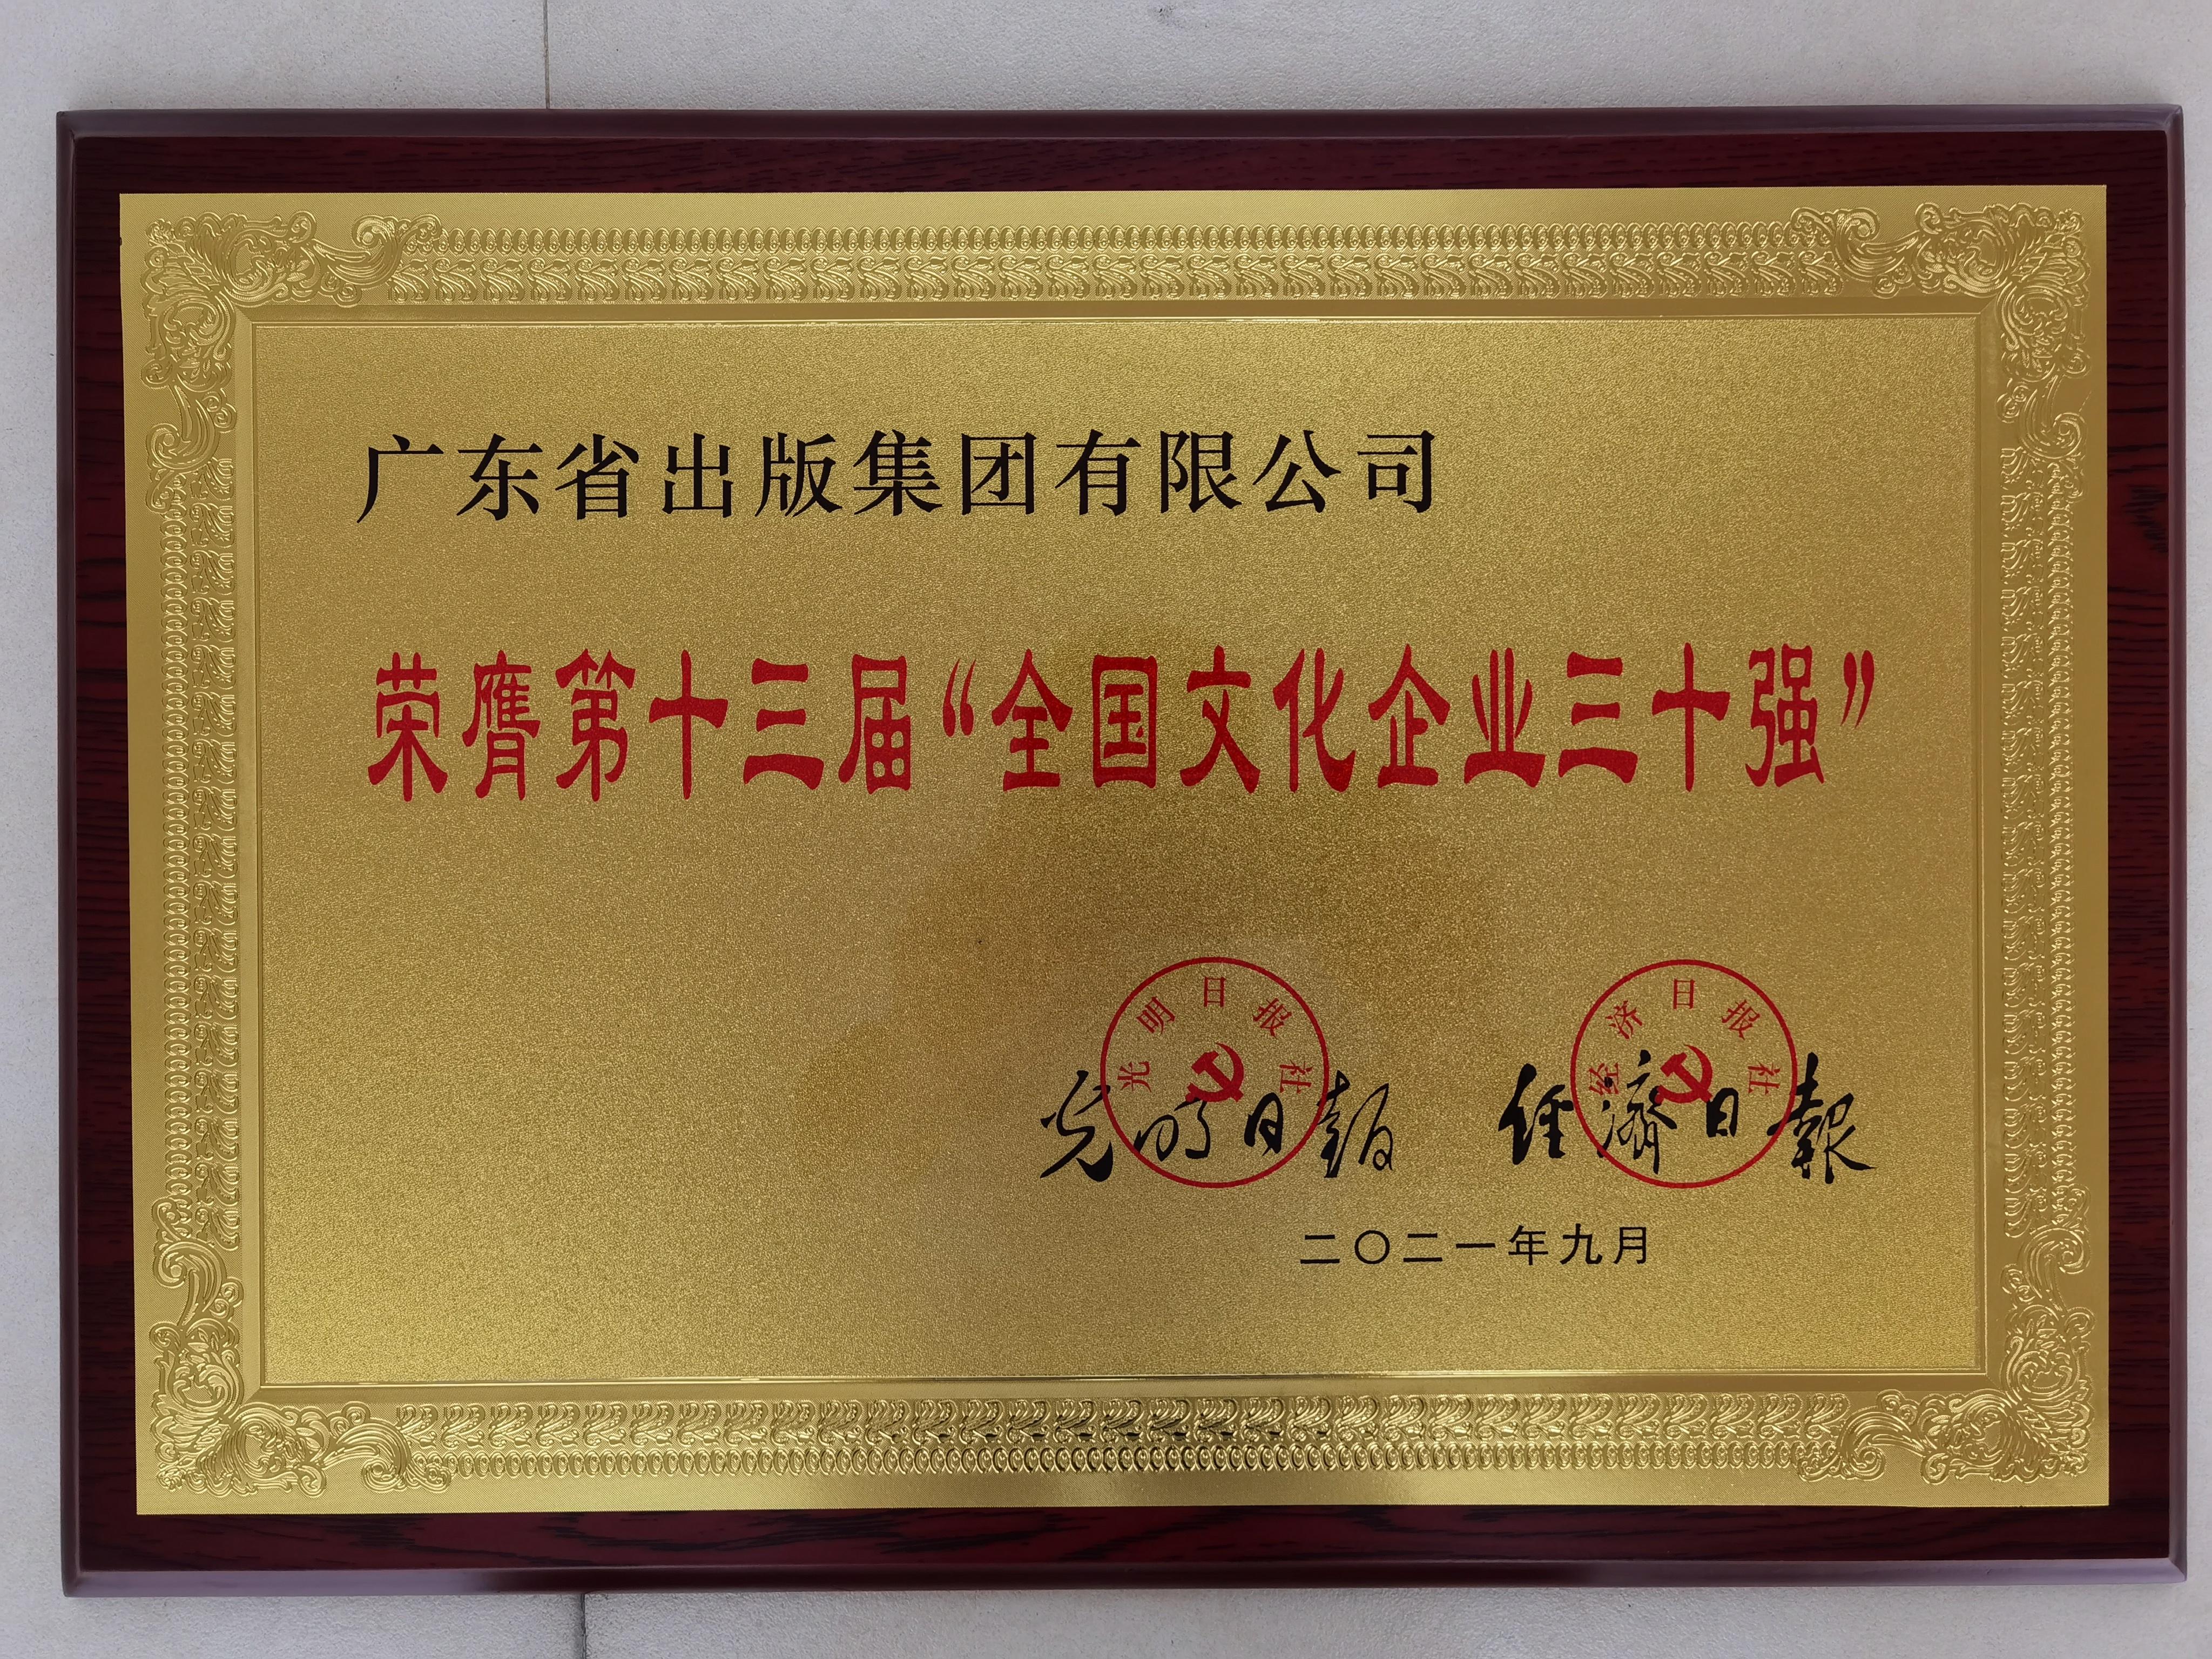 广东省出版集团有限公司
荣膺第十三届“全国文化企业三十强”
光明日报社
经济日报社
光明日报
经济日報
二〇二一年九月